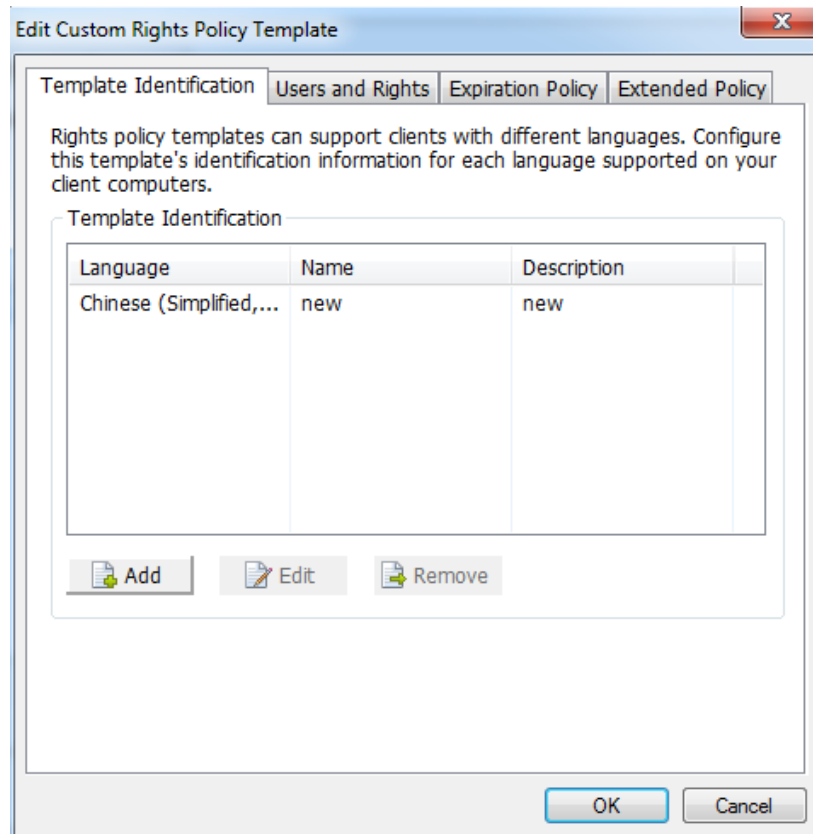 Edit Custom Rights Policy Template
Template Identification Users and Rights Expiration Policy Extended Policy
Rights policy templates can support clients with different languages. Configure
this template's identification information for each language supported on your
client computers.
Template Identification
Language Name Description
Chinese (Simplified,... new new
Add Edit Remove
OK Cancel